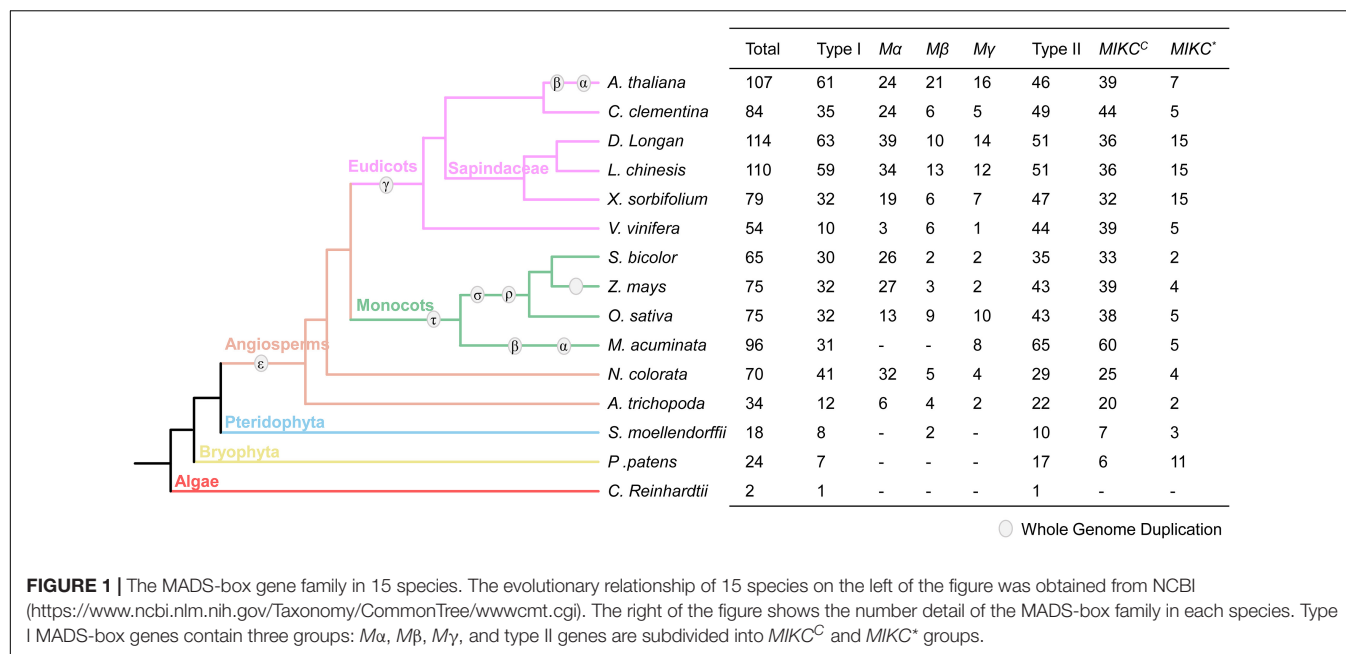 Total Type I Mα Mβ Mγ Type II MIKC^C MIKC^*
β α A. thaliana 107 61 24 21 16 46 39 7
C. clementina 84 35 24 6 5 49 44 5
D. Longan 114 63 39 10 14 51 36 15
Eudicots Sapindaceae L. chinesis 110 59 34 13 12 51 36 15
γ
X. sorbifolium 79 32 19 6 7 47 32 15
V. vinifera 54 10 3 6 1 44 39 5
S. bicolor 65 30 26 2 2 35 33 2
Z. mays 75 32 27 3 2 43 39 4
σ ρ
Monocots
τ
O. sativa 75 32 13 9 10 43 38 5
Angiosperms β α M. acuminata 96 31 - - 8 65 60 5
ε
N. colorata 70 41 32 5 4 29 25 4
A. trichopoda 34 12 6 4 2 22 20 2
Pteridophyta
S. moellendorffii 18 8 - 2 - 10 7 3
Bryophyta
P .patens 24 7 - - - 17 6 11
Algae
C. Reinhardtii 2 1 - - - 1 - -
Whole Genome Duplication
FIGURE 1 | The MADS-box gene family in 15 species. The evolutionary relationship of 15 species on the left of the figure was obtained from NCBI
(https://www.ncbi.nlm.nih.gov/Taxonomy/CommonTree/wwwcmt.cgi). The right of the figure shows the number detail of the MADS-box family in each species. Type
I MADS-box genes contain three groups: Mα, Mβ, Mγ, and type II genes are subdivided into MIKC^C and MIKC* groups.